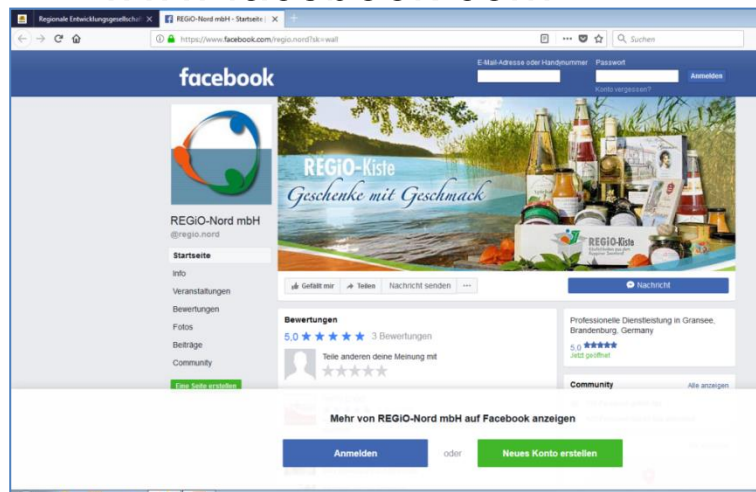 Regionale Entwicklungsgesellschaft
REGiO-Nord mbH - Startseite
https://www.facebook.com/regio.nord?sk=wall
Suchen
facebook
E-Mail-Adresse oder Handynummer
Passwort
Anmelden
Konto vergessen?
REGiO-Kiste
Geschenke mit Geschmack
REGiO-Kiste
REGiO-Nord mbH
@regio.nord
Startseite
Info
Veranstaltungen
Bewertungen
Fotos
Beiträge
Community
Eine Seite erstellen
Gefällt mir
Teilen
Nachricht senden
Nachricht
Bewertungen
5,0 ★★★★★ 3 Bewertungen
Teile anderen deine Meinung mit
Professionelle Dienstleistung in Gransee,
Brandenburg, Germany
5,0 ★★★★★
Jetzt geöffnet
Community
Alle anzeigen
Mehr von REGiO-Nord mbH auf Facebook anzeigen
Anmelden
oder
Neues Konto erstellen